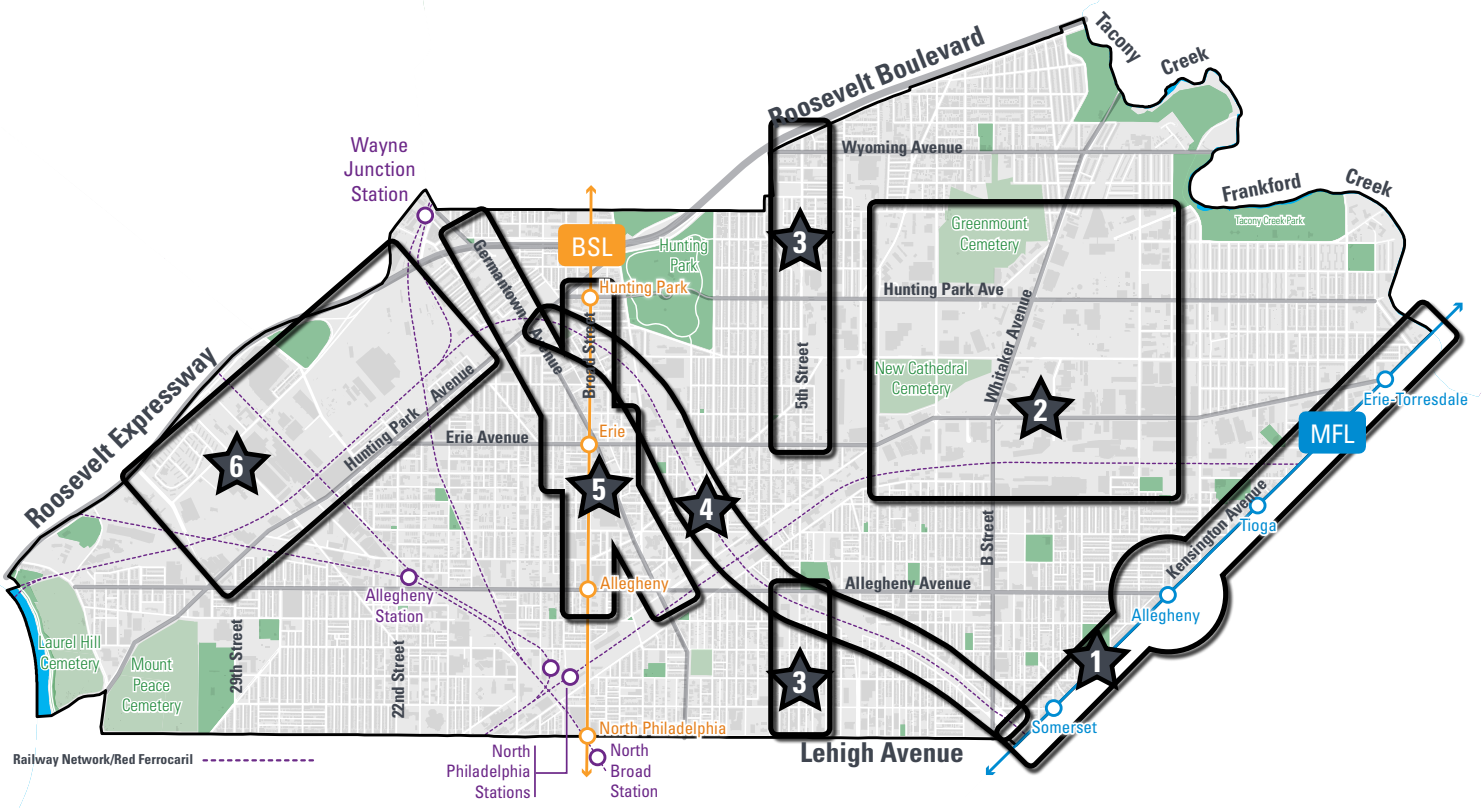 Tacony
Creek
Roosevelt Boulevard
Wayne
Junction
Station
Wyoming Avenue
Frankford
Creek
Tacony Creek Park
Greenmount
Cemetery
3
BSL
Hunting
Park
Germantown
Avenue
Hunting Park
Hunting Park Ave
Broad Street
5th Street
Whitaker Avenue
New Cathedral
Cemetery
2
Erie-Torresdale
MFL
Roosevelt Expressway
Hunting Park Avenue
Erie Avenue
Erie
6
5
4
Kensington Avenue
Tioga
B Street
Allegheny
Station
Allegheny
Allegheny Avenue
Allegheny
Laurel Hill
Cemetery
Mount
Peace
Cemetery
29th Street
22nd Street
3
1
Somerset
North Philadelphia
Lehigh Avenue
North
Philadelphia
Stations
North
Broad
Station
Railway Network/Red Ferrocaril